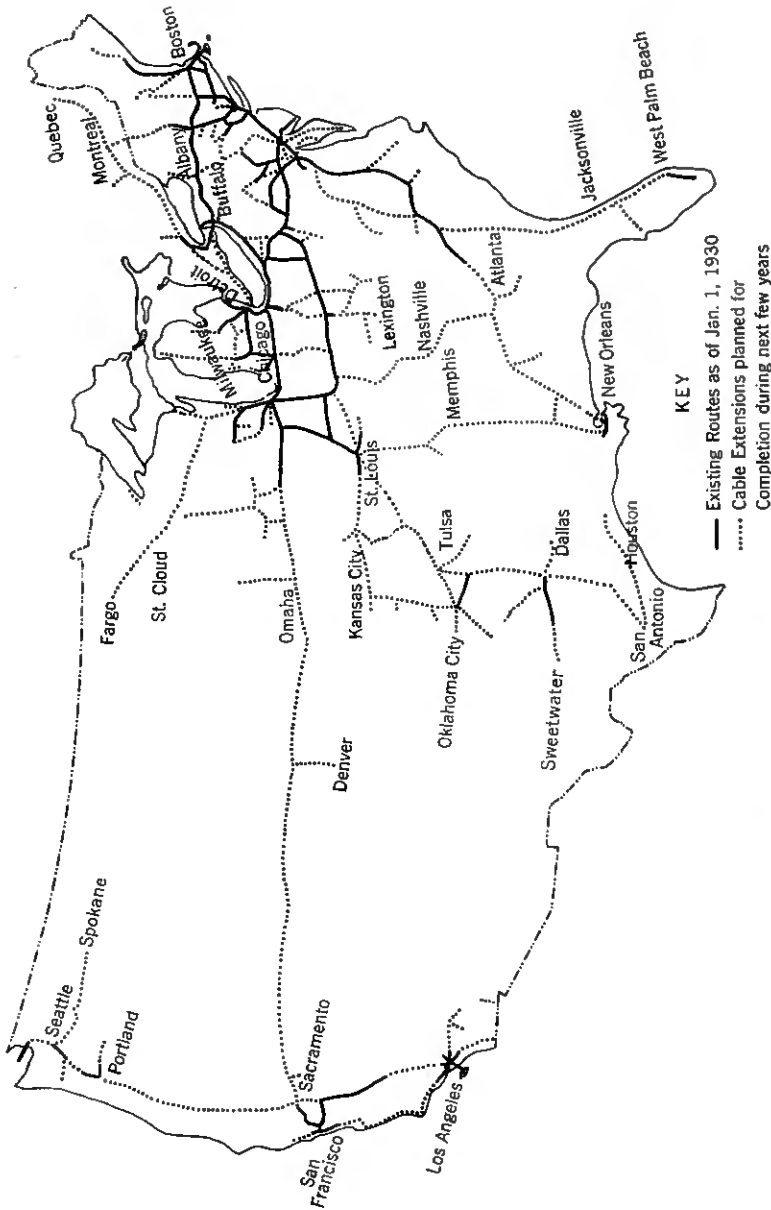 Quebec
Montreal
Boston
Albany
Buffalo
Detroit
Milwaukee
Chicago
Fargo
St. Cloud
Seattle
Spokane
Portland
Omaha
Denver
Sacramento
San
Francisco
Kansas City
St. Louis
Lexington
Nashville
Memphis
Atlanta
Jacksonville
West Palm Beach
Tulsa
Oklahoma City
Dallas
Sweetwater
Los Angeles
New Orleans
Houston
San
Antonio
KEY
Existing Routes as of Jan. 1, 1930
Cable Extensions planned for
Completion during next few years